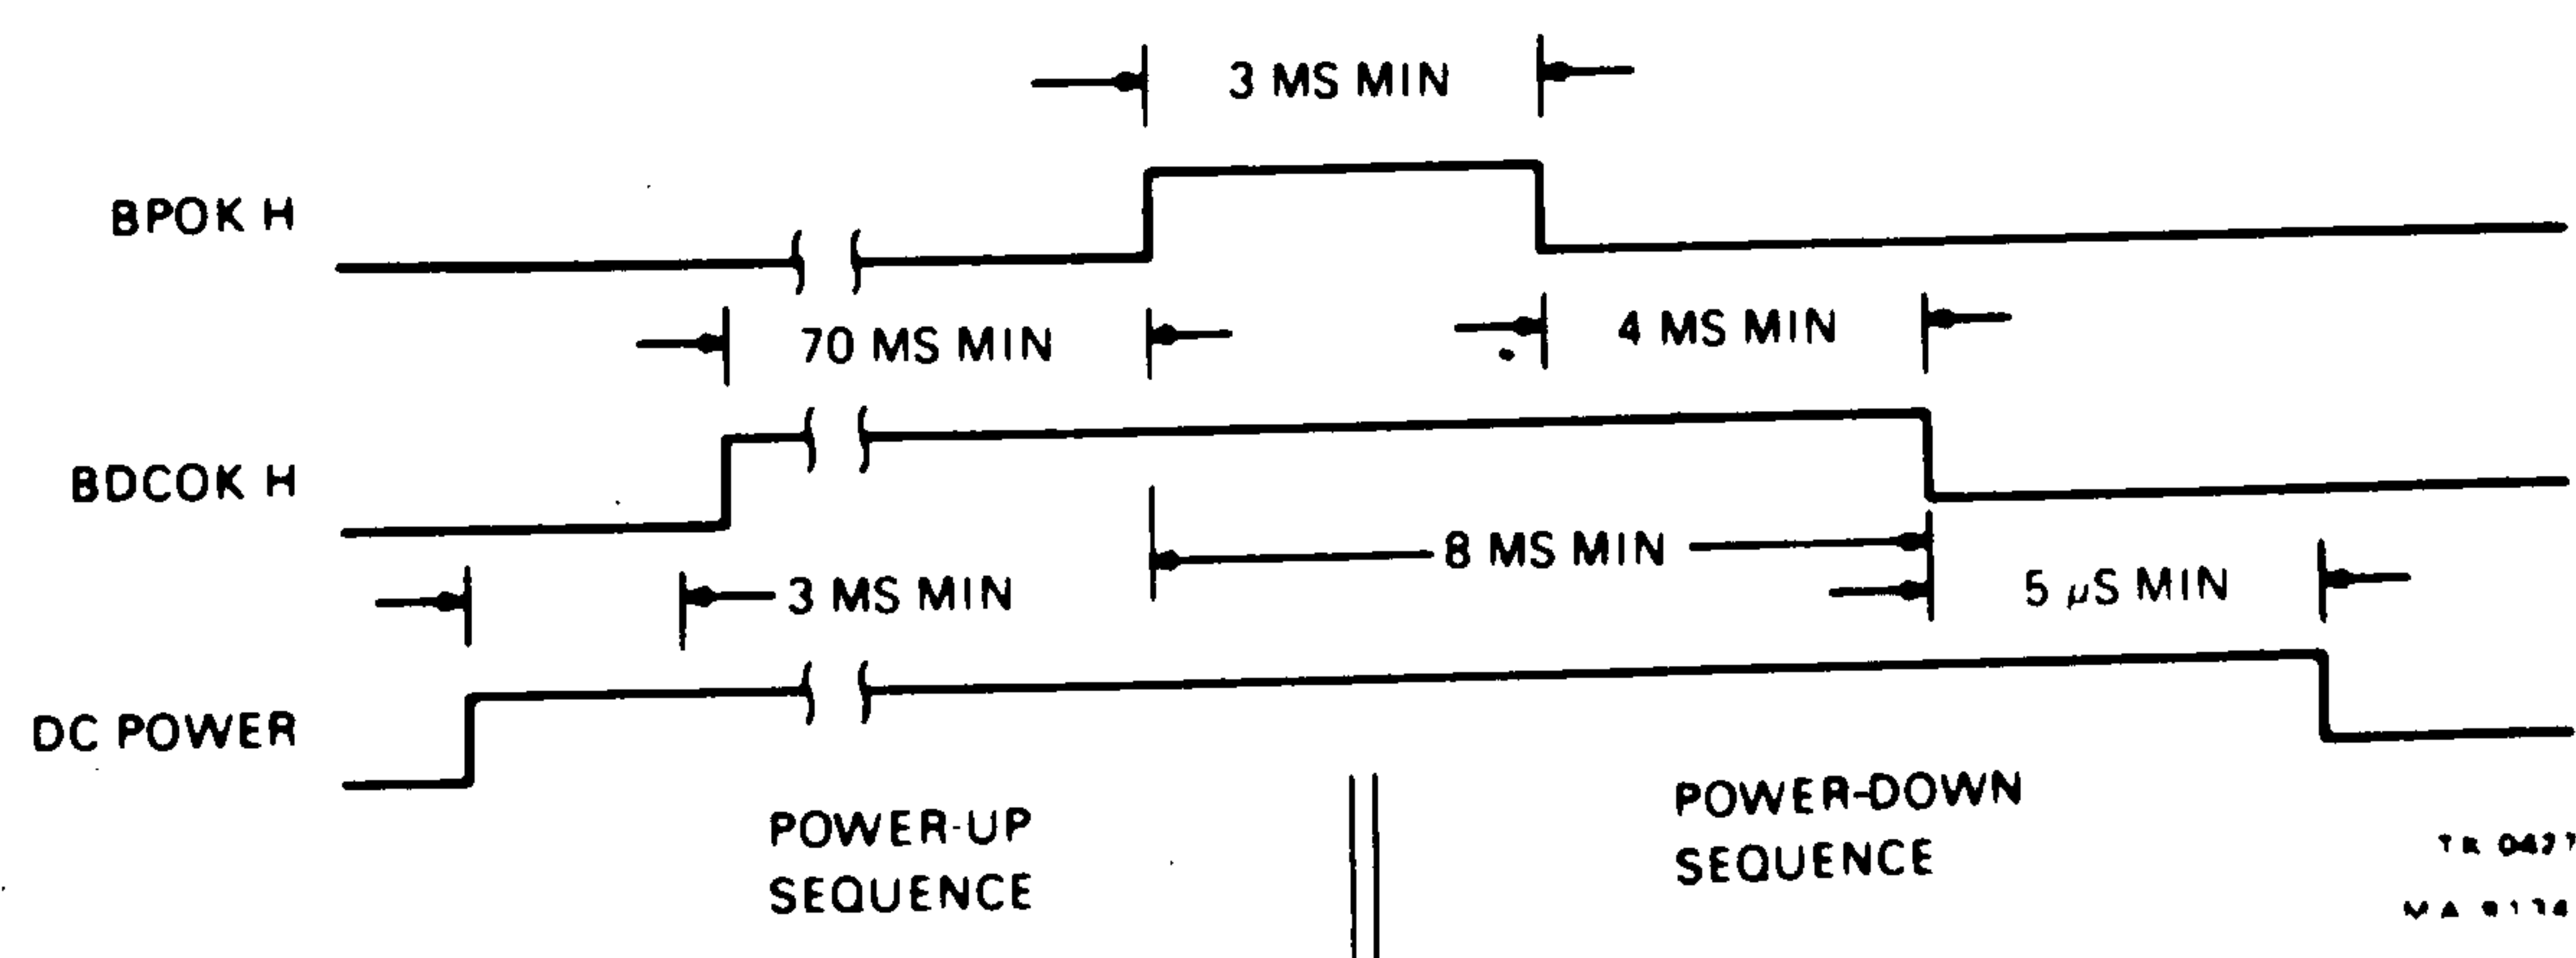 3 MS MIN
BPOK H
70 MS MIN
4 MS MIN
BDCOK H
8 MS MIN
3 MS MIN
5 µS MIN
DC POWER
POWER-UP
SEQUENCE
POWER-DOWN
SEQUENCE